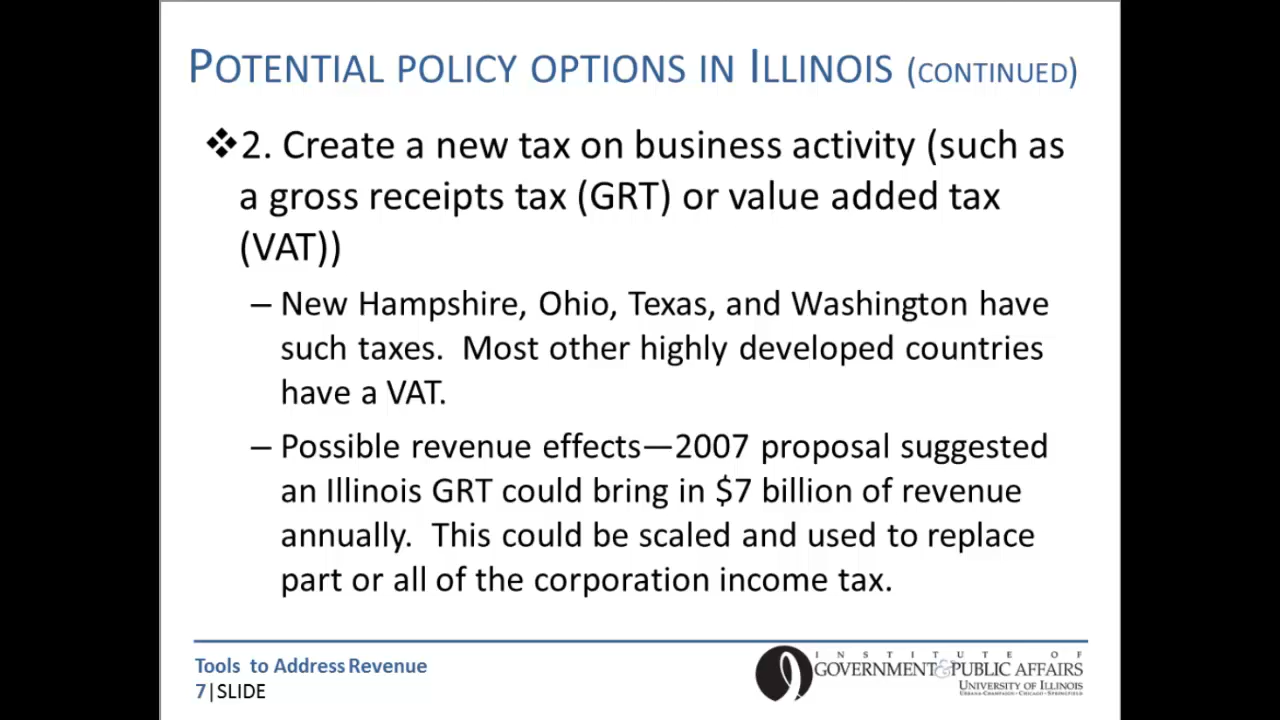 POTENTIAL POLICY OPTIONS IN ILLINOIS (CONTINUED)
❖2. Create a new tax on business activity (such as
a gross receipts tax (GRT) or value added tax
(VAT))
– New Hampshire, Ohio, Texas, and Washington have
such taxes.  Most other highly developed countries
have a VAT.
– Possible revenue effects—2007 proposal suggested
an Illinois GRT could bring in $7 billion of revenue
annually.  This could be scaled and used to replace
part or all of the corporation income tax.
Tools to Address Revenue
7|SLIDE
INSTITUTE OF
GOVERNMENT & PUBLIC AFFAIRS
UNIVERSITY OF ILLINOIS
URBANA-CHAMPAIGN • CHICAGO • SPRINGFIELD